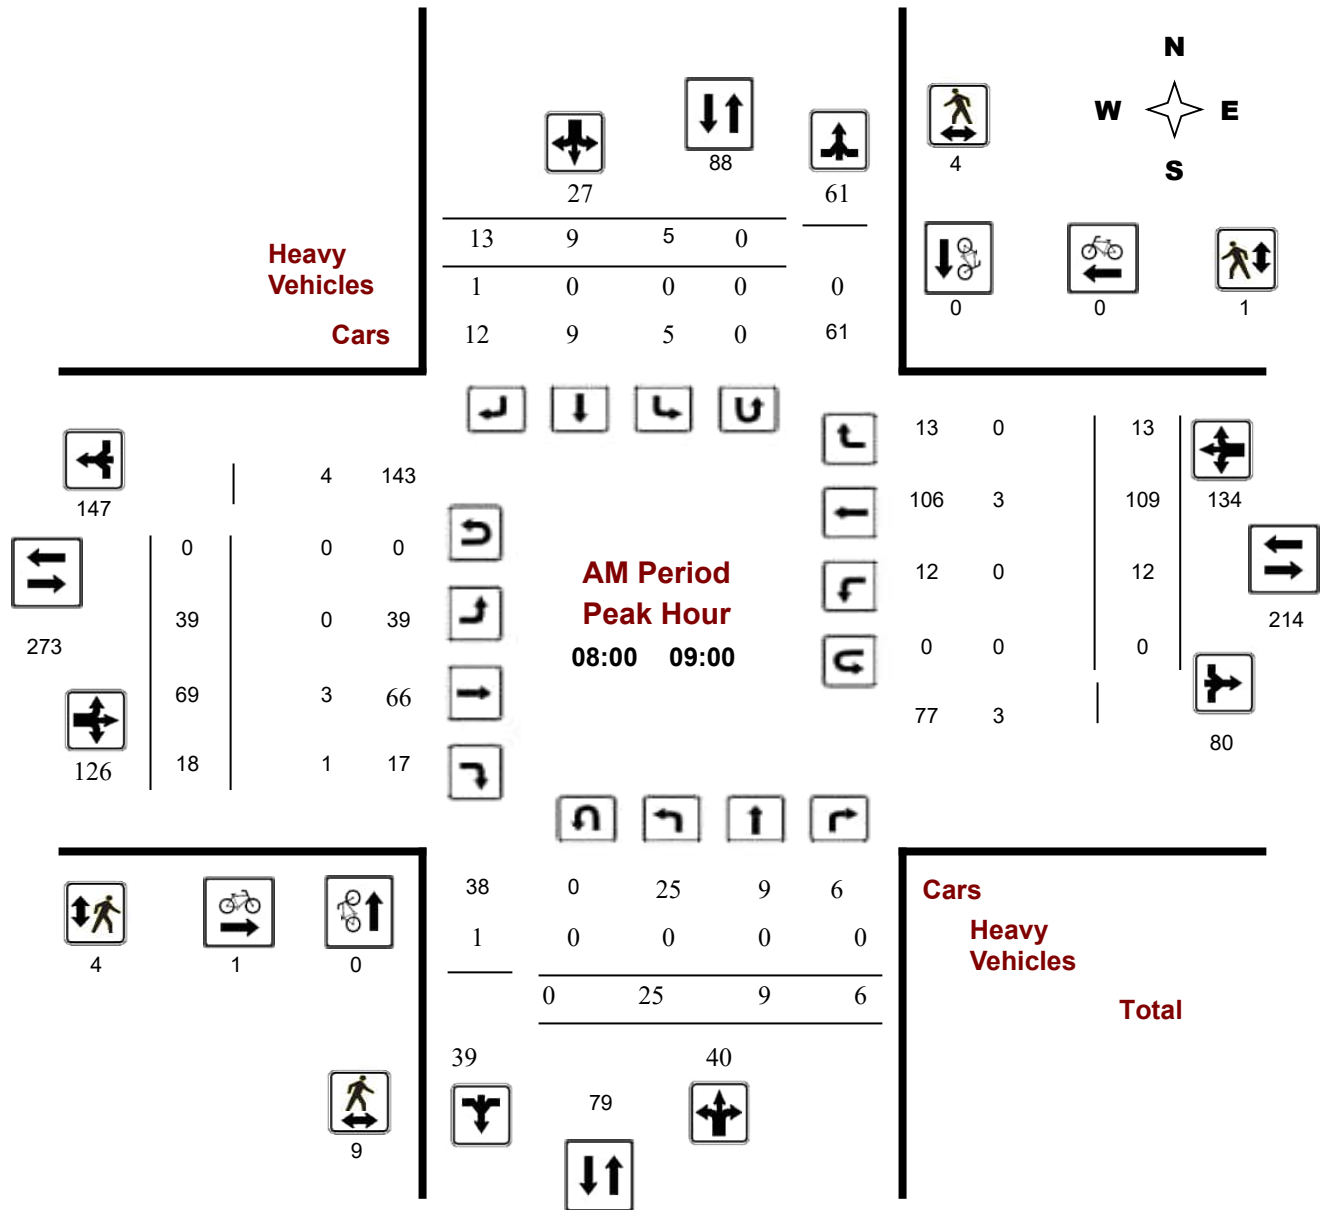 N
W E
S
88
4
27 61
13 9 5 0
Heavy
Vehicles
1 0 0 0 0
0 0 1
Cars
12 9 5 0 61
13 0 13
4 143
147
106 3 109 134
0 0 0
AM Period
12 0 12
Peak Hour
39 0 39
214
273
08:00 09:00
0 0 0
69 3 66
77 3
80
126
18 1 17
38 0 25 9 6
Cars
1 0 0 0 0
Heavy
Vehicles
4 1 0
0 25 9 6
Total
39 40
79
9